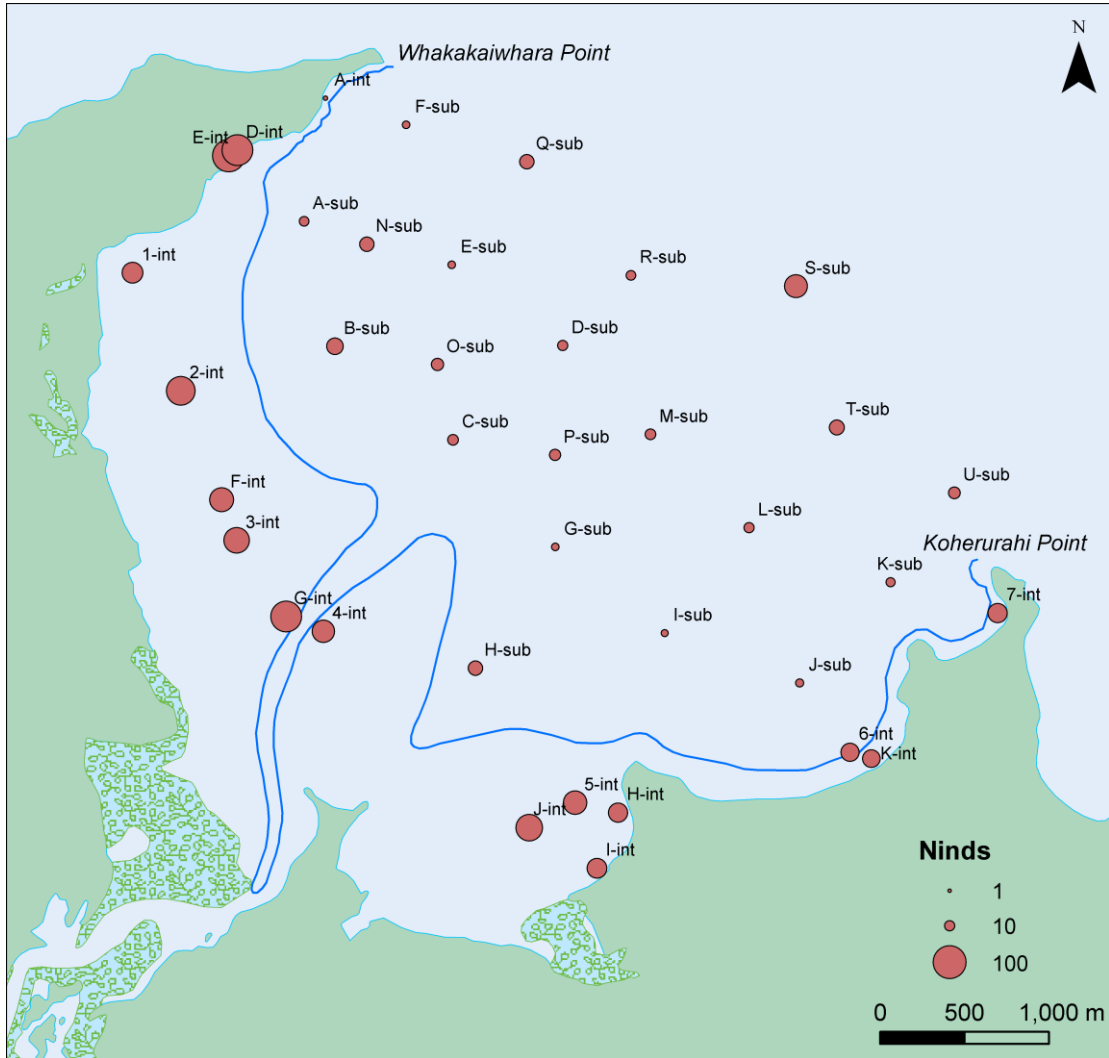 N
Whakakaiwhara Point
A-int
F-sub
D-int
E-int
Q-sub
A-sub
N-sub
E-sub
1-int
R-sub
S-sub
B-sub
D-sub
O-sub
2-int
T-sub
M-sub
C-sub
P-sub
U-sub
F-int
L-sub
3-int
G-sub
Koherurahi Point
K-sub
G-int
7-int
4-int
I-sub
H-sub
J-sub
6-int
K-int
5-int
H-int
J-int
I-int
Ninds
1
10
100
0 500 1,000 m